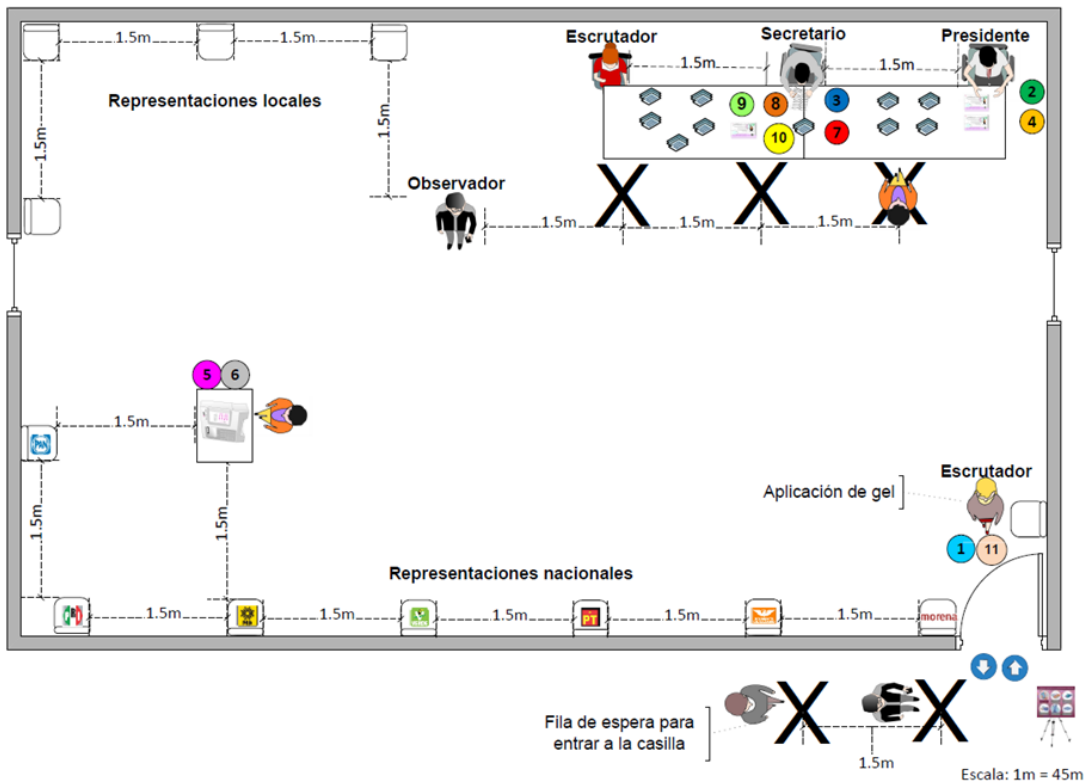 Escrutador
Secretario
Presidente
1.5m
1.5m
1.5m
1.5m
Representaciones locales
1.5m
1.5m
9
8
3
2
10
7
4
Observador
1.5m
1.5m
1.5m
5
6
1.5m
PAN
1.5m
1.5m
Escrutador
Aplicación de gel
1
11
Representaciones nacionales
PRI
1.5m
PRD
1.5m
1.5m
PT
1.5m
1.5m
morena
Fila de espera para
entrar a la casilla
1.5m
Escala: 1m = 45m